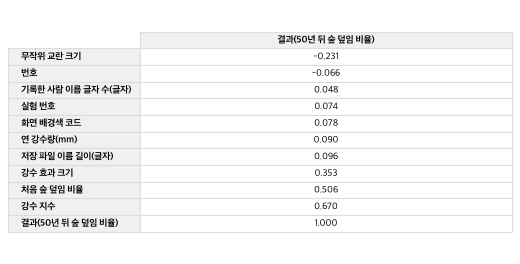 결과(50년 뒤 숲 덮임 비율)
무작위 교란 크기 -0.231
번호 -0.066
기록한 사람 이름 글자 수(글자) 0.048
실험 번호 0.074
화면 배경색 코드 0.078
연 강수량(mm) 0.090
저장 파일 이름 길이(글자) 0.096
강수 효과 크기 0.353
처음 숲 덮임 비율 0.506
강수 지수 0.670
결과(50년 뒤 숲 덮임 비율) 1.000